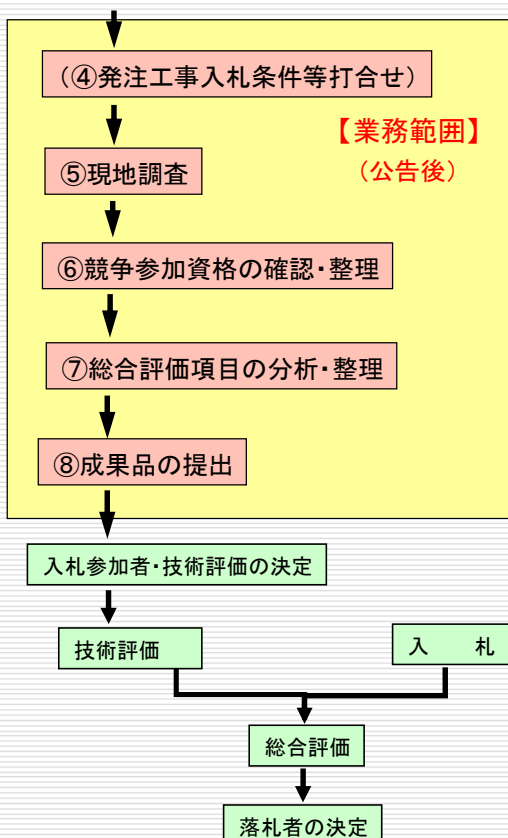 （④発注工事入札条件等打合せ）
【業務範囲】
（公告後）
⑤現地調査
⑥競争参加資格の確認・整理
⑦総合評価項目の分析・整理
⑧成果品の提出
入札参加者・技術評価の決定
技術評価
入　札
総合評価
落札者の決定